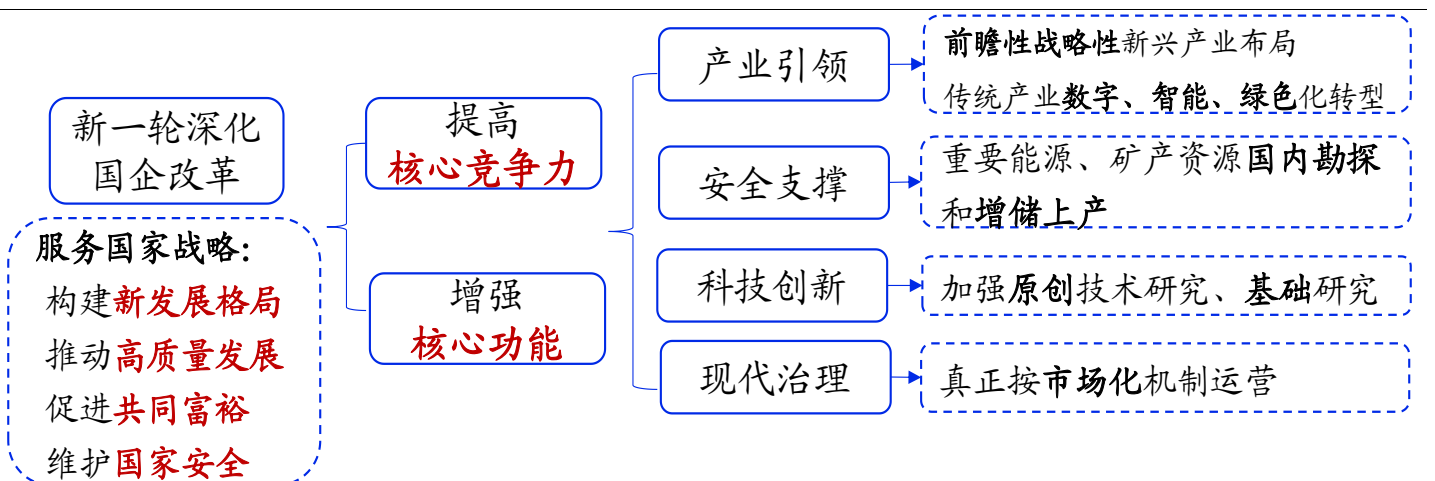 新一轮深化
国企改革
服务国家战略：
构建新发展格局
推动高质量发展
促进共同富裕
维护国家安全
提高
核心竞争力
增强
核心功能
产业引领
前瞻性战略性新兴产业布局
传统产业数字、智能、绿色化转型
安全支撑
重要能源、矿产资源国内勘探
和增储上产
科技创新
加强原创技术研究、基础研究
现代治理
真正按市场化机制运营